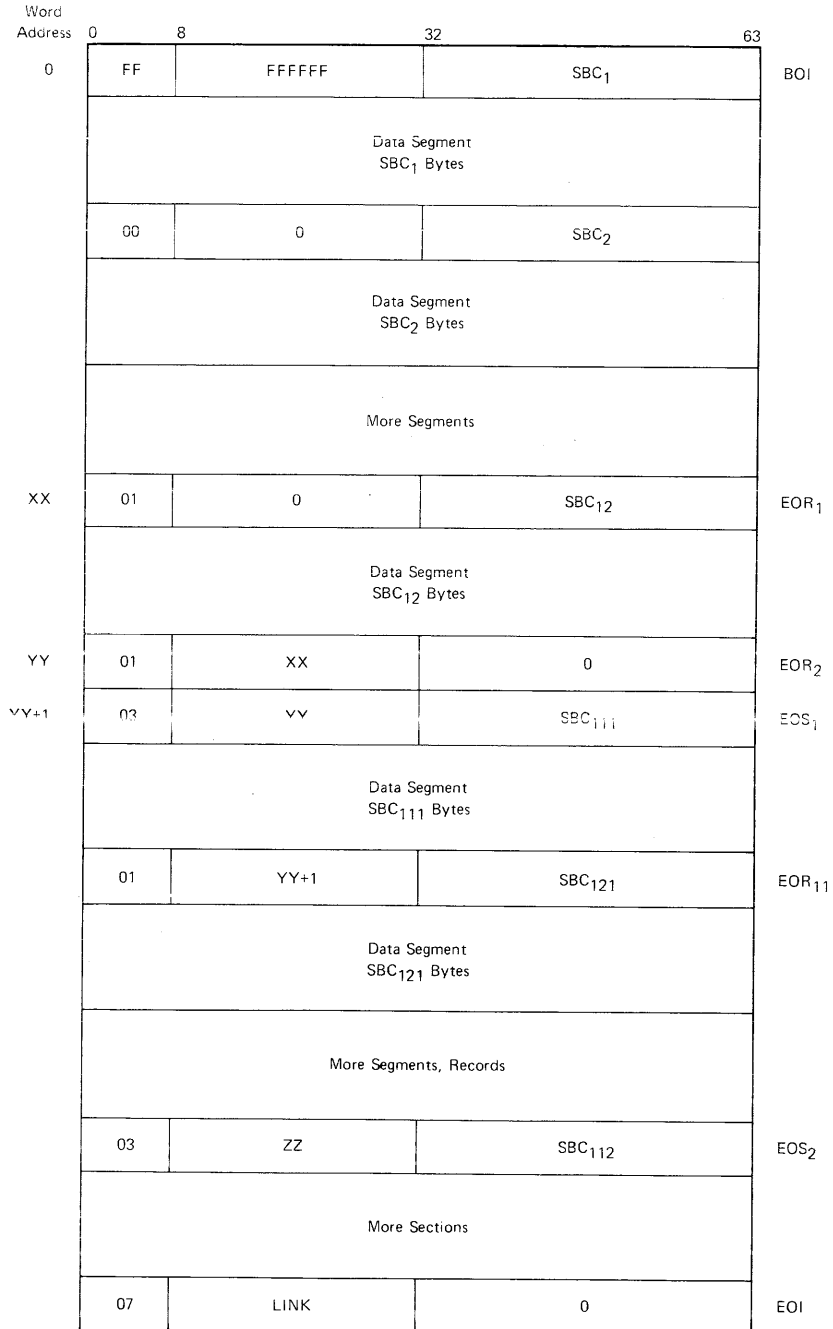 Word
Address 0 8 32 63
0 FF FFFFFF SBC₁ BOI
Data Segment
SBC₁ Bytes
00 0 SBC₂
Data Segment
SBC₂ Bytes
More Segments
XX 01 0 SBC₁₂ EOR₁
Data Segment
SBC₁₂ Bytes
YY 01 XX 0 EOR₂
YY+1 03 YY SBC₁₁₁ EOS₁
Data Segment
SBC₁₁₁ Bytes
01 YY+1 SBC₁₂₁ EOR₁₁
Data Segment
SBC₁₂₁ Bytes
More Segments, Records
03 ZZ SBC₁₁₂ EOS₂
More Sections
07 LINK 0 EOI